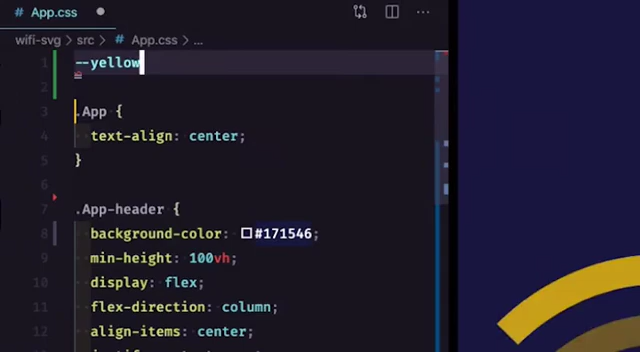 # App.css
wifi-svg > src > # App.css > ...
1 --yellow
2
3 .App {
4 text-align: center;
5 }
6
7 .App-header {
8 background-color: #171546;
9 min-height: 100vh;
10 display: flex;
11 flex-direction: column;
12 align-items: center;